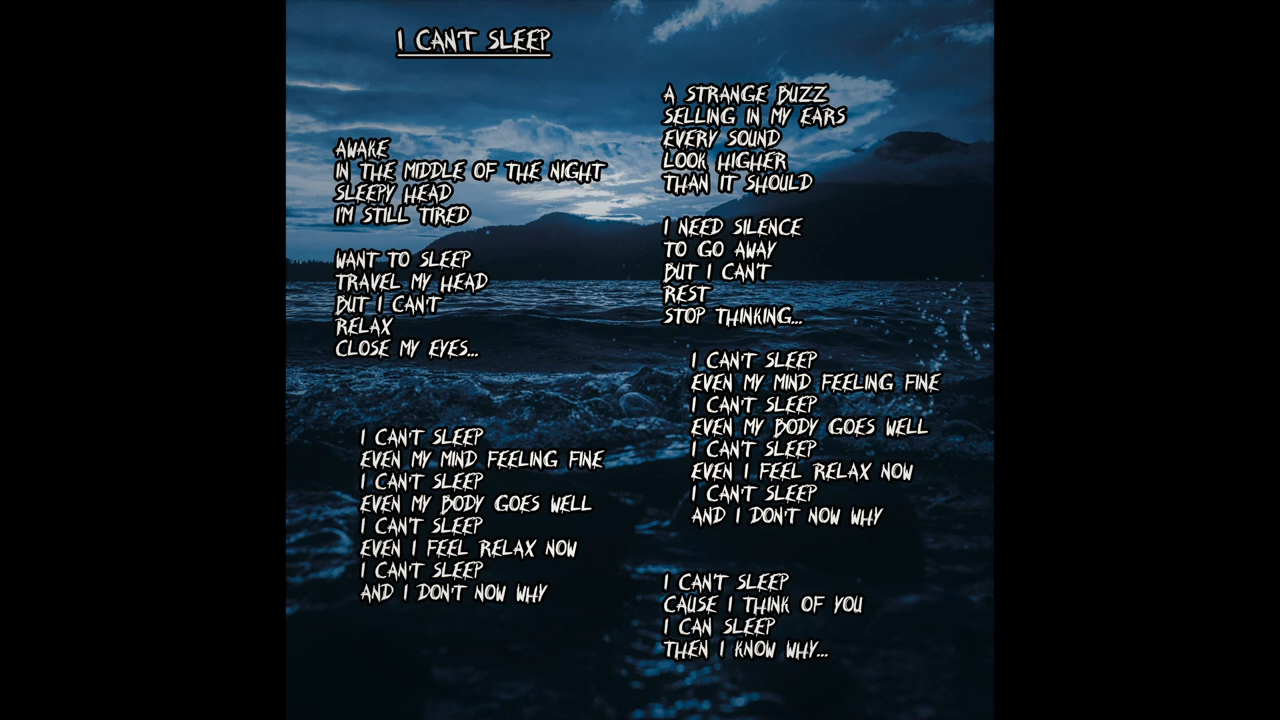 I CAN'T SLEEP
AWAKE
IN THE MIDDLE OF THE NIGHT
SLEEPY HEAD
I'M STILL TIRED
WANT TO SLEEP
TRAVEL MY HEAD
BUT I CAN'T
RELAX
CLOSE MY EYES...
I CAN'T SLEEP
EVEN MY MIND FEELING FINE
I CAN'T SLEEP
EVEN MY BODY GOES WELL
I CAN'T SLEEP
EVEN I FEEL RELAX NOW
I CAN'T SLEEP
AND I DON'T NOW WHY
A STRANGE BUZZ
SELLING IN MY EARS
EVERY SOUND
LOOK HIGHER
THAN IT SHOULD
I NEED SILENCE
TO GO AWAY
BUT I CAN'T
REST
STOP THINKING...
I CAN'T SLEEP
EVEN MY MIND FEELING FINE
I CAN'T SLEEP
EVEN MY BODY GOES WELL
I CAN'T SLEEP
EVEN I FEEL RELAX NOW
I CAN'T SLEEP
AND I DON'T NOW WHY
I CAN'T SLEEP
CAUSE I THINK OF YOU
I CAN SLEEP
THEN I KNOW WHY...